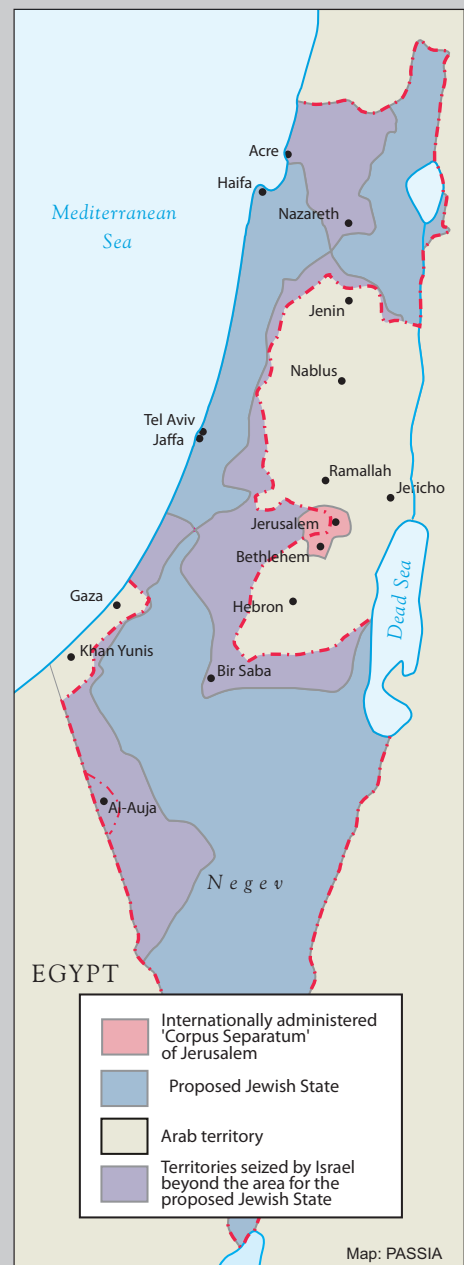 Acre
Haifa
Mediterranean
Sea
Nazareth
Jenin
Nablus
Tel Aviv
Jaffa
Ramallah
Jericho
Jerusalem
Bethlehem
Dead Sea
Gaza
Hebron
Khan Yunis
Bir Saba
Al-Auja
Negev
EGYPT
Internationally administered
'Corpus Separatum'
of Jerusalem
Proposed Jewish State
Arab territory
Territories seized by Israel
beyond the area for the
proposed Jewish State
Map: PASSIA